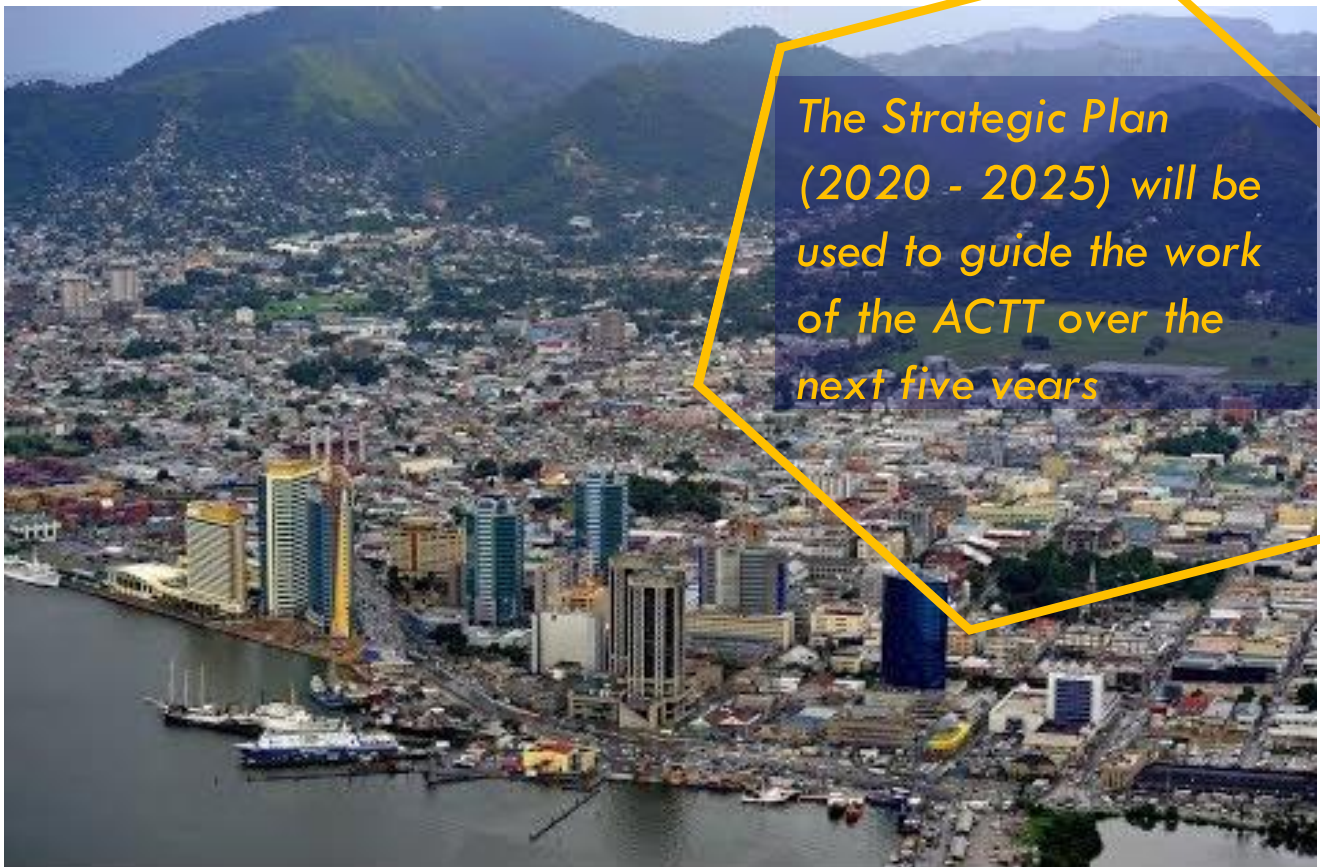 The Strategic Plan
(2020 - 2025) will be
used to guide the work
of the ACTT over the
next five years